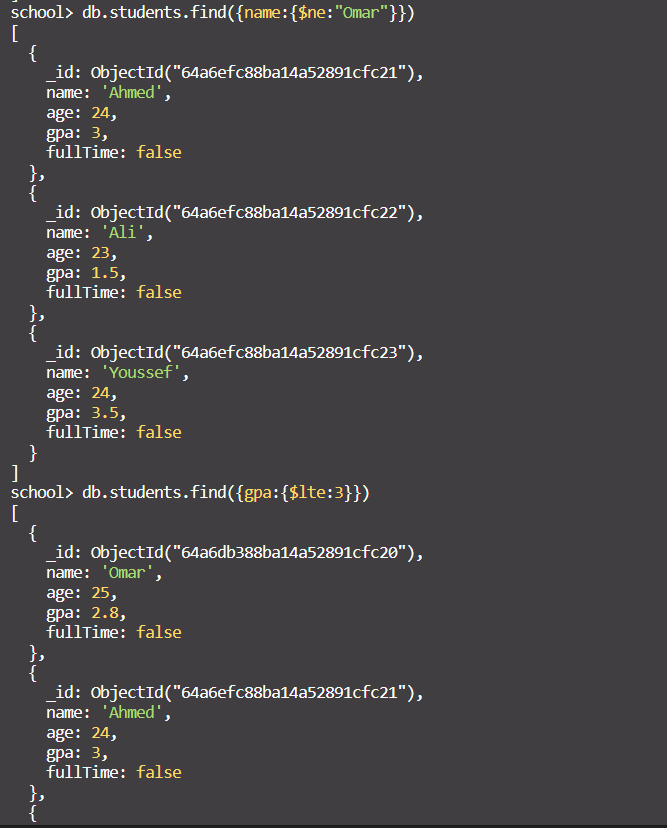 school> db.students.find({name:{$ne:"Omar"}})
[
  {
    _id: ObjectId("64a6efc88ba14a52891cfc21"),
    name: 'Ahmed',
    age: 24,
    gpa: 3,
    fullTime: false
  },
  {
    _id: ObjectId("64a6efc88ba14a52891cfc22"),
    name: 'Ali',
    age: 23,
    gpa: 1.5,
    fullTime: false
  },
  {
    _id: ObjectId("64a6efc88ba14a52891cfc23"),
    name: 'Youssef',
    age: 24,
    gpa: 3.5,
    fullTime: false
  }
]
school> db.students.find({gpa:{$lte:3}})
[
  {
    _id: ObjectId("64a6db388ba14a52891cfc20"),
    name: 'Omar',
    age: 25,
    gpa: 2.8,
    fullTime: false
  },
  {
    _id: ObjectId("64a6efc88ba14a52891cfc21"),
    name: 'Ahmed',
    age: 24,
    gpa: 3,
    fullTime: false
  },
  {